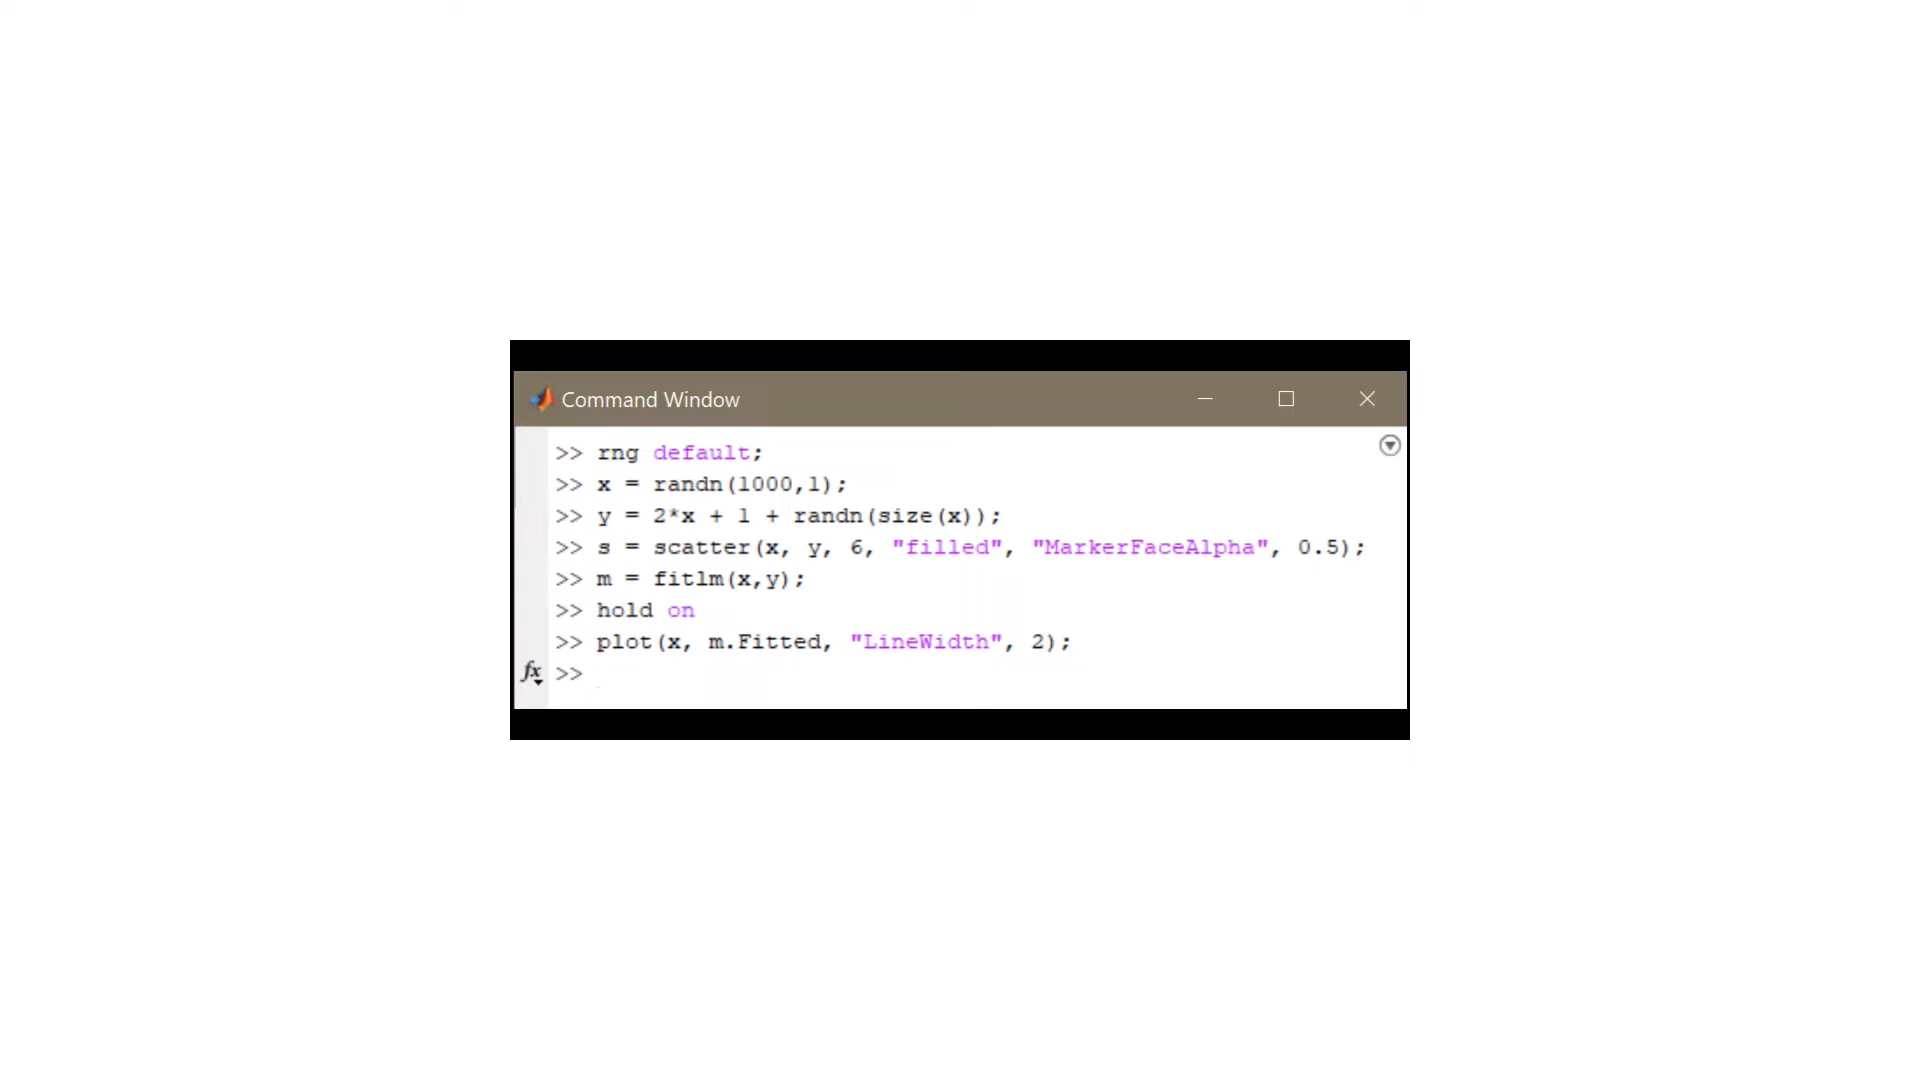 Command Window
>> rng default;
>> x = randn(1000,1);
>> y = 2*x + 1 + randn(size(x));
>> s = scatter(x, y, 6, "filled", "MarkerFaceAlpha", 0.5);
>> m = fitlm(x,y);
>> hold on
>> plot(x, m.Fitted, "LineWidth", 2);
fx >>